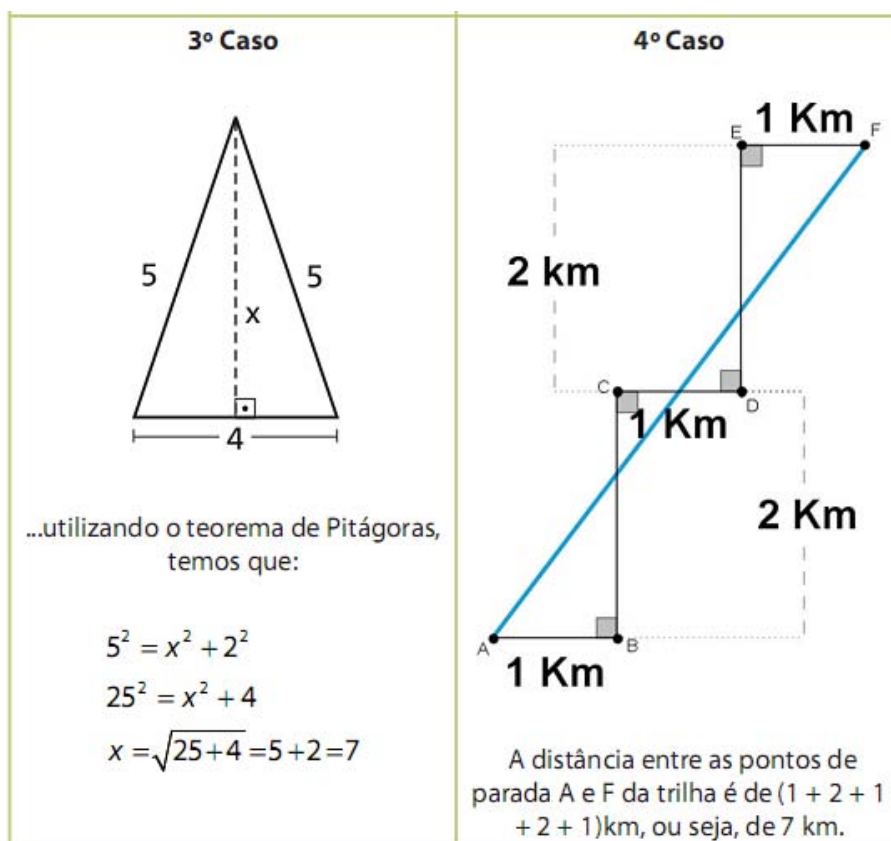 3º Caso
5
5
x
4
...utilizando o teorema de Pitágoras,
temos que:
5² = x² + 2²
25² = x² + 4
x = √25+4 = 5+2 = 7
4º Caso
1 Km
E
F
2 km
C
D
1 Km
2 Km
A
B
1 Km
A distância entre as pontos de
parada A e F da trilha é de (1 + 2 + 1
+ 2 + 1)km, ou seja, de 7 km.